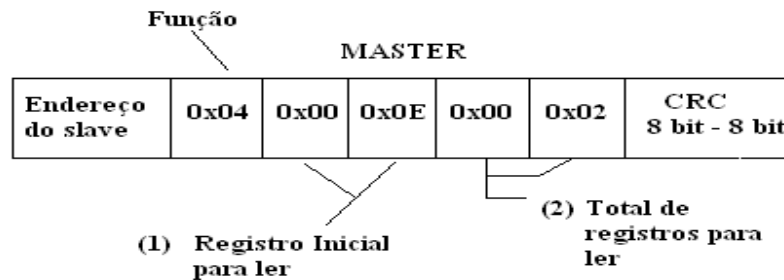 Função
MASTER
Endereço do slave
0x04
0x00
0x0E
0x00
0x02
CRC
8 bit - 8 bit
(1) Registro Inicial
para ler
(2) Total de
registros para
ler